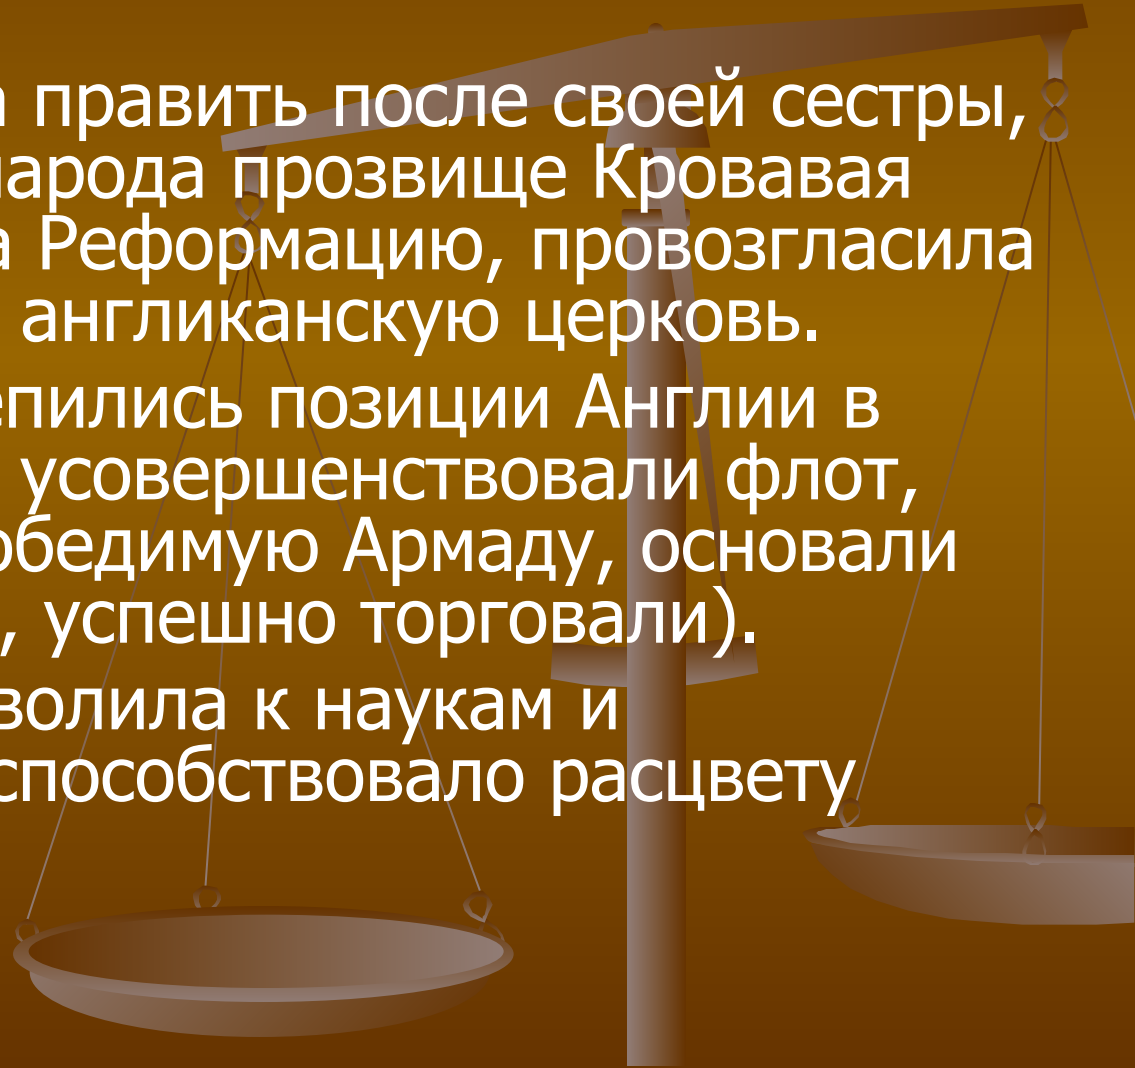 а править после своей сестры,
народа прозвище Кровавая
а Реформацию, провозгласила
англиканскую церковь.
епились позиции Англии в
усовершенствовали флот,
обедимую Армаду, основали
, успешно торговали).
волила к наукам и
способствовало расцвету